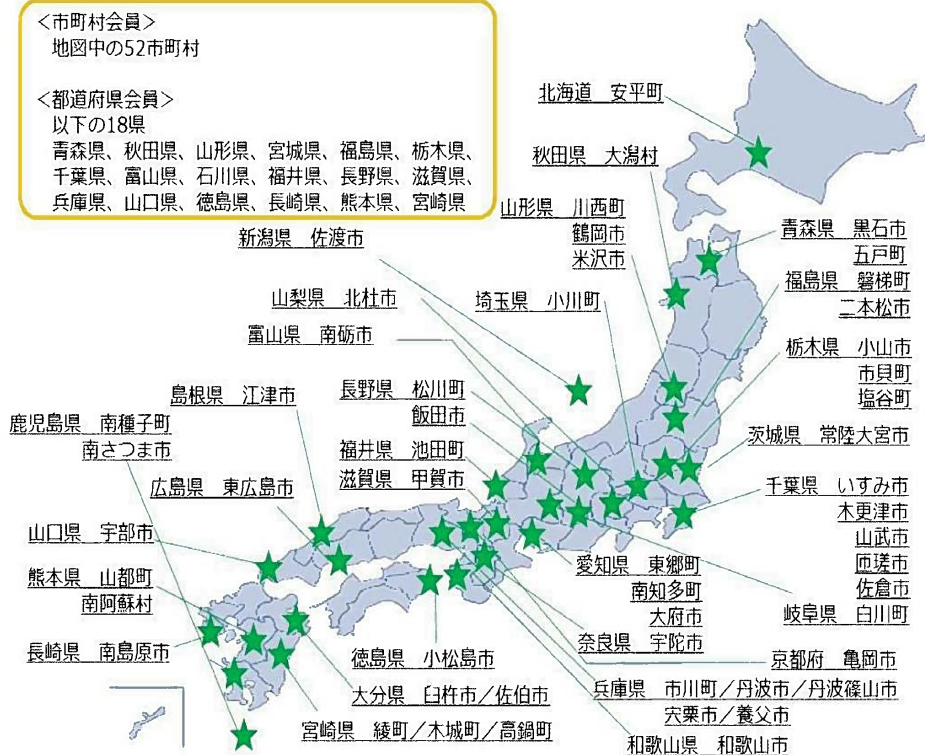 ＜市町村会員＞
地図中の52市町村
＜都道府県会員＞
以下の18県
青森県、秋田県、山形県、宮城県、福島県、栃木県、
千葉県、富山県、石川県、福井県、長野県、滋賀県、
兵庫県、山口県、徳島県、長崎県、熊本県、宮崎県
北海道　安平町
秋田県　大潟村
山形県　川西町
鶴岡市
米沢市
新潟県　佐渡市
青森県　黒石市
五戸町
福島県　磐梯町
二本松市
山梨県　北杜市
埼玉県　小川町
富山県　南砺市
栃木県　小山市
市貝町
塩谷町
島根県　江津市
長野県　松川町
飯田市
鹿児島県　南種子町
南さつま市
茨城県　常陸大宮市
福井県　池田町
滋賀県　甲賀市
広島県　東広島市
千葉県　いすみ市
木更津市
山武市
匝瑳市
佐倉市
山口県　宇部市
熊本県　山都町
南阿蘇村
愛知県　東郷町
南知多町
大府市
岐阜県　白川町
奈良県　宇陀市
長崎県　南島原市
徳島県　小松島市
京都府　亀岡市
大分県　臼杵市／佐伯市
兵庫県　市川町／丹波市／丹波篠山市
宍粟市／養父市
宮崎県　綾町／木城町／高鍋町
和歌山県　和歌山市